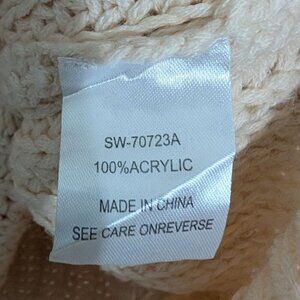 SW-70723A
100%ACRYLIC
MADE IN CHINA
SEE CARE ONREVERSE